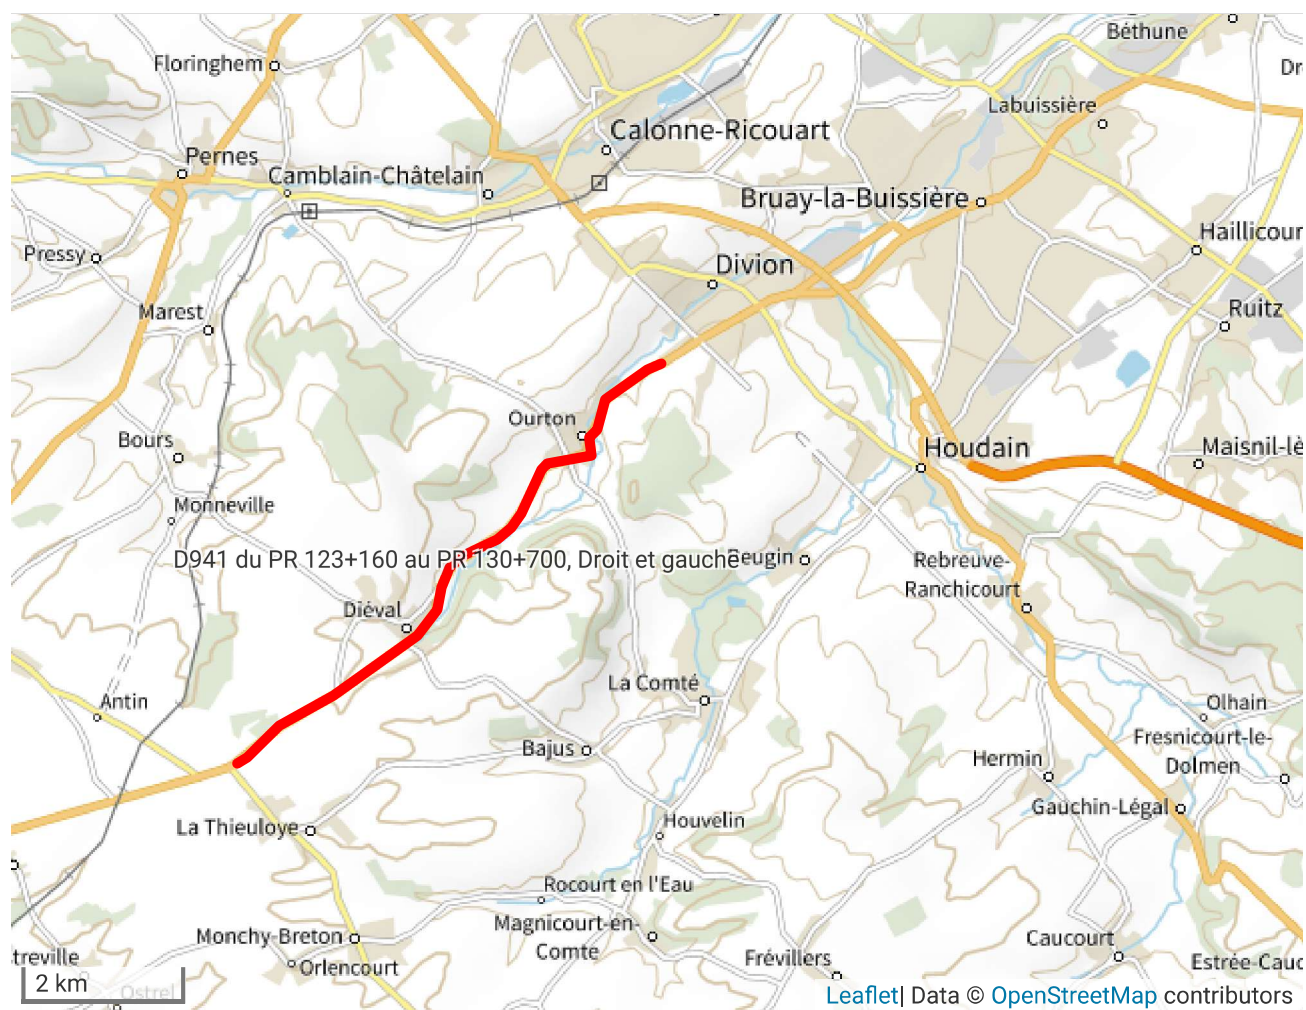 Béthune
Floringhem
Dr
Labuissière
Calonne-Ricouart
Pernes
Camblain-Châtelain
Bruay-la-Buissière
Haillicour
Pressy
Divion
Marest
Ruitz
Ourton
Bours
Houdain
Maisnil-lè
Monneville
D941 du PR 123+160 au PR 130+700, Droit et gauche
Beugin
Rebreuve-
Ranchicourt
Diéval
La Comté
Antin
Olhain
Bajus
Fresnicourt-le-
Dolmen
Hermin
Gauchin-Légal
La Thieuloye
Houvelin
Rocourt en l'Eau
Magnicourt-en-
Comte
Monchy-Breton
Caucourt
treville
Orlencourt
Frévillers
Estrée-Cauc
2 km
Ostrel
Leaflet | Data © OpenStreetMap contributors